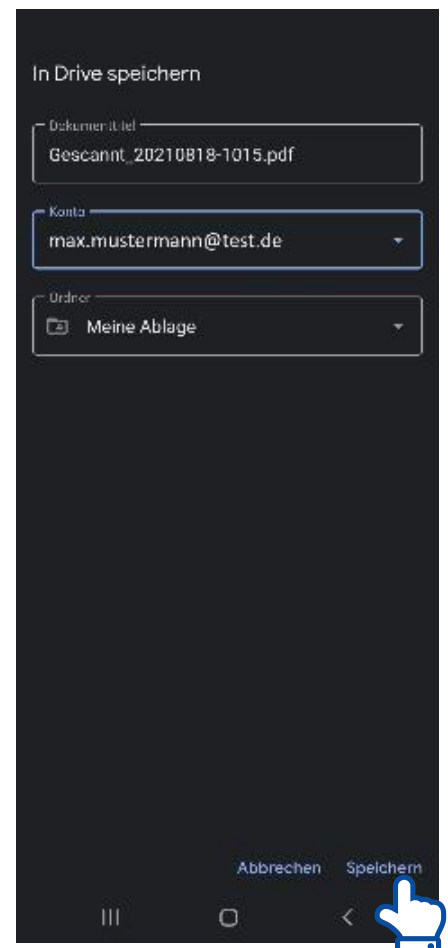 In Drive speichern
Dokumenttitel
Gescannt_20210818-1015.pdf
Konto
max.mustermann@test.de
Ordner
Meine Ablage
Abbrechen Speichern